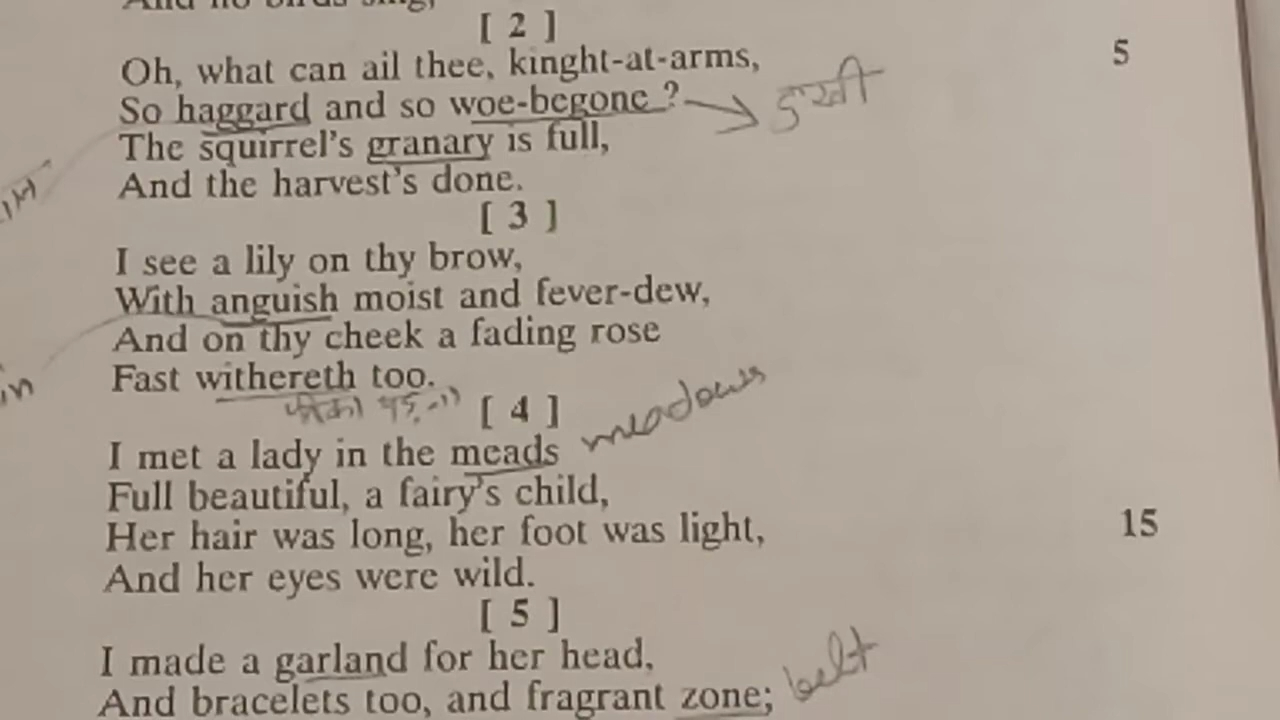 And no birds sing,
[ 2 ]
Oh, what can ail thee, kinght-at-arms, 5
So haggard and so woe-begone ? दुखी
The squirrel's granary is full,
And the harvest's done.
[ 3 ]
I see a lily on thy brow,
With anguish moist and fever-dew,
And on thy cheek a fading rose
Fast withereth too.
[ 4 ] meadows
I met a lady in the meads
Full beautiful, a fairy's child,
Her hair was long, her foot was light, 15
And her eyes were wild.
[ 5 ]
I made a garland for her head,
And bracelets too, and fragrant zone; belt